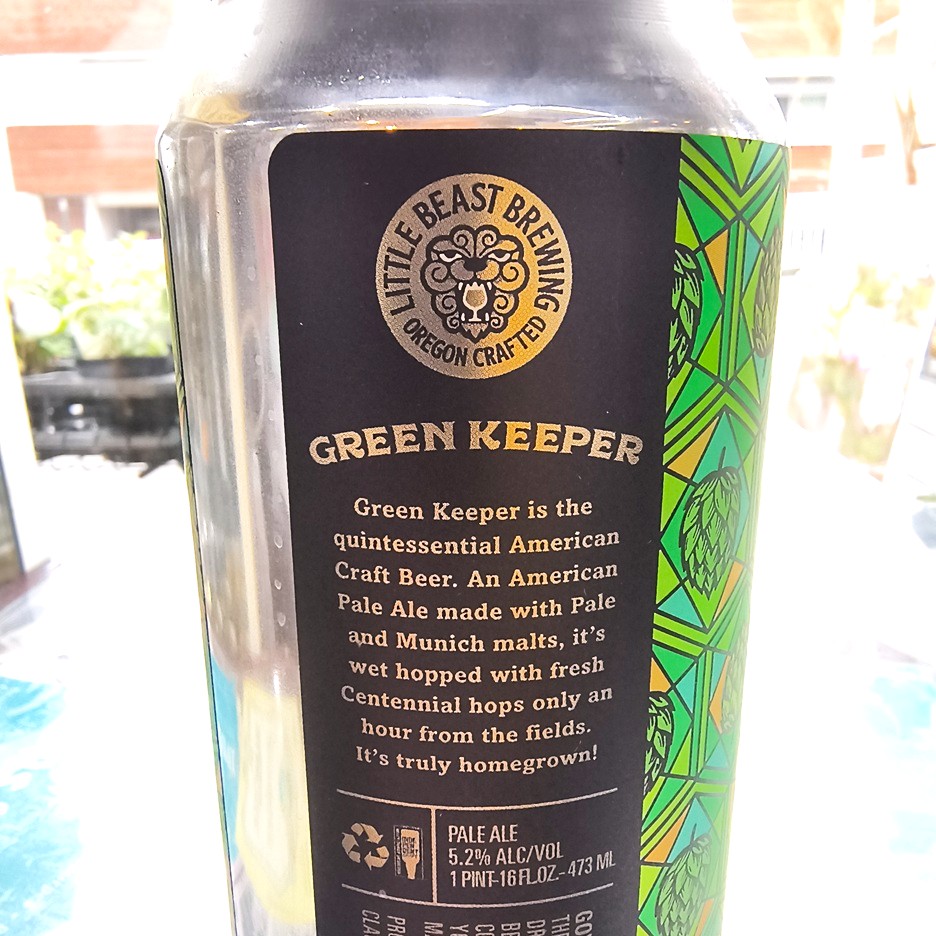 LITTLE BEAST BREWING
OREGON CRAFTED
GREEN KEEPER
Green Keeper is the
quintessential American
Craft Beer. An American
Pale Ale made with Pale
and Munich malts, it's
wet hopped with fresh
Centennial hops only an
hour from the fields.
It's truly homegrown!
PALE ALE
5.2% ALC/VOL
1 PINT-16 FL.OZ.-473 ML